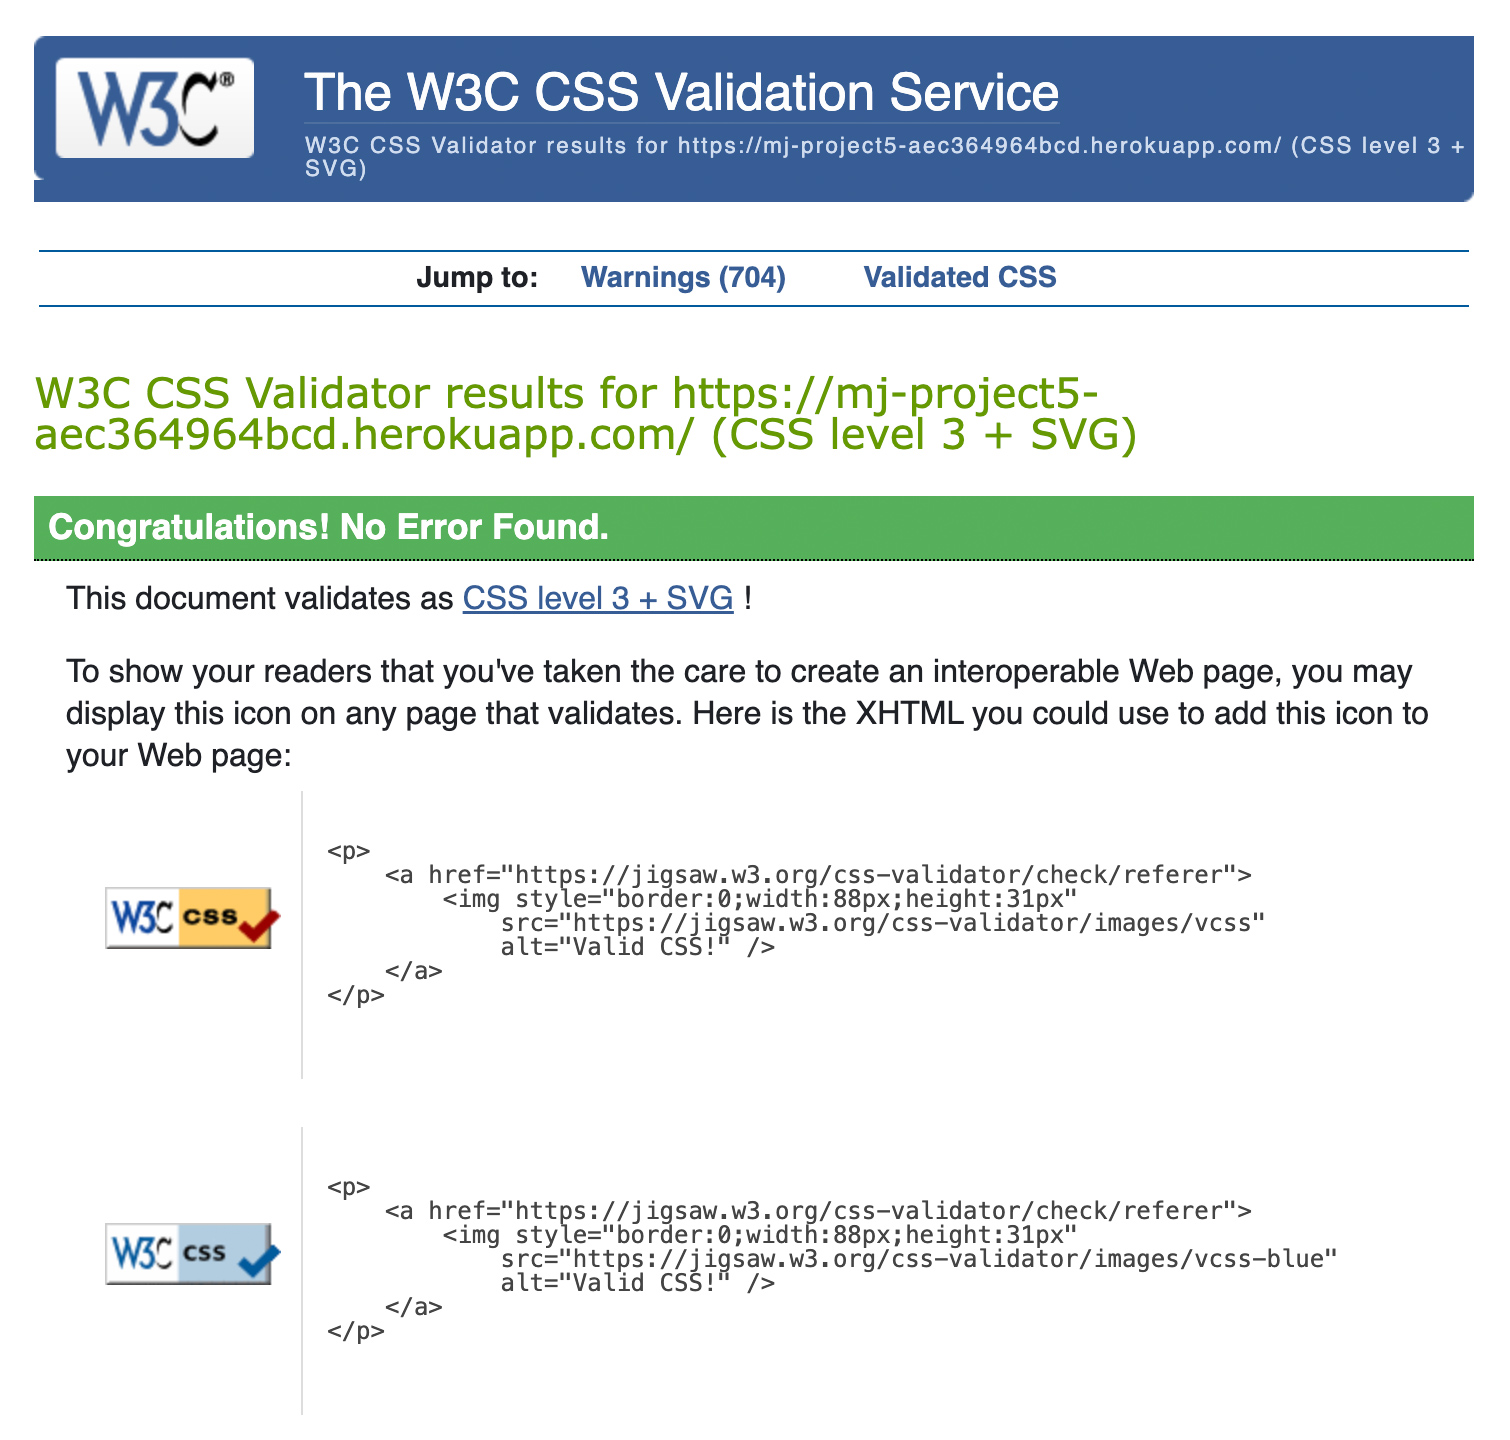 W3C®
The W3C CSS Validation Service
W3C CSS Validator results for https://mj-project5-aec364964bcd.herokuapp.com/ (CSS level 3 +
SVG)
Jump to: Warnings (704) Validated CSS
W3C CSS Validator results for https://mj-project5-
aec364964bcd.herokuapp.com/ (CSS level 3 + SVG)
Congratulations! No Error Found.
This document validates as CSS level 3 + SVG !
To show your readers that you've taken the care to create an interoperable Web page, you may
display this icon on any page that validates. Here is the XHTML you could use to add this icon to
your Web page:
W3C css
<p>
    <a href="https://jigsaw.w3.org/css-validator/check/referer">
        <img style="border:0;width:88px;height:31px"
            src="https://jigsaw.w3.org/css-validator/images/vcss"
            alt="Valid CSS!" />
    </a>
</p>
W3C css
<p>
    <a href="https://jigsaw.w3.org/css-validator/check/referer">
        <img style="border:0;width:88px;height:31px"
            src="https://jigsaw.w3.org/css-validator/images/vcss-blue"
            alt="Valid CSS!" />
    </a>
</p>